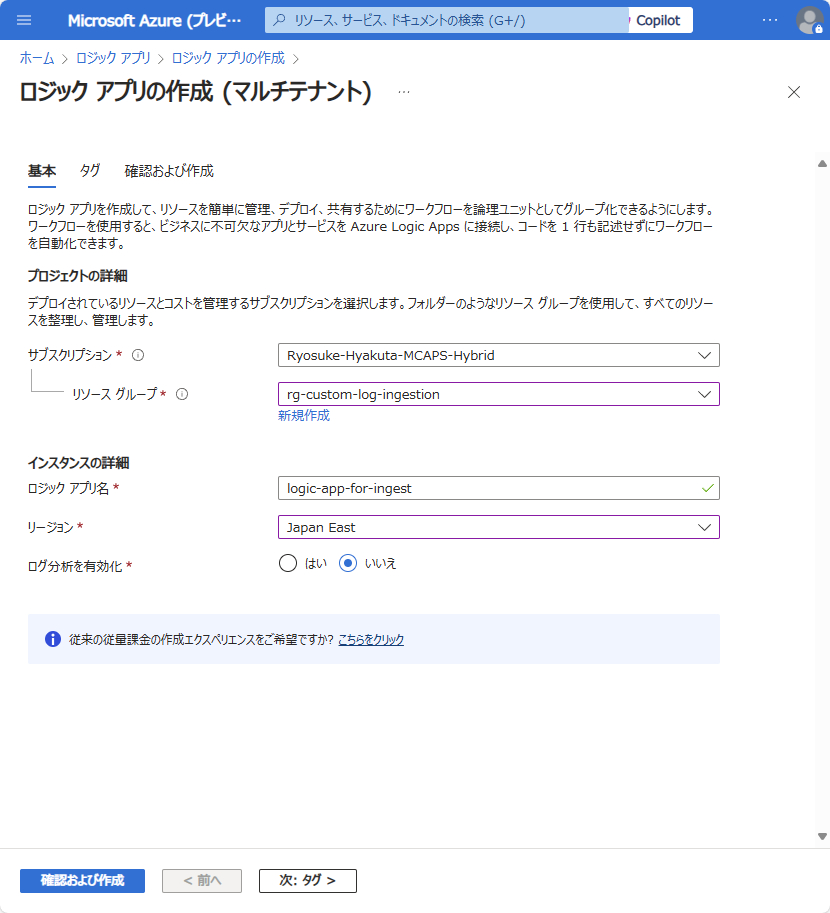 Microsoft Azure (プレビ…
リソース、サービス、ドキュメントの検索 (G+/)
Copilot
ホーム > ロジック アプリ > ロジック アプリの作成 >
ロジック アプリの作成 (マルチテナント)
基本 タグ 確認および作成
ロジック アプリを作成して、リソースを簡単に管理、デプロイ、共有するためにワークフローを論理ユニットとしてグループ化できるようにします。
ワークフローを使用すると、ビジネスに不可欠なアプリとサービスを Azure Logic Apps に接続し、コードを 1 行も記述せずにワークフロー
を自動化できます。
プロジェクトの詳細
デプロイされているリソースとコストを管理するサブスクリプションを選択します。フォルダーのようなリソース グループを使用して、すべてのリソー
スを整理し、管理します。
サブスクリプション *
Ryosuke-Hyakuta-MCAPS-Hybrid
リソース グループ *
rg-custom-log-ingestion
新規作成
インスタンスの詳細
ロジック アプリ名 *
logic-app-for-ingest
リージョン *
Japan East
ログ分析を有効化 *
はい いいえ
従来の従量課金の作成エクスペリエンスをご希望ですか? こちらをクリック
確認および作成
< 前へ
次: タグ >